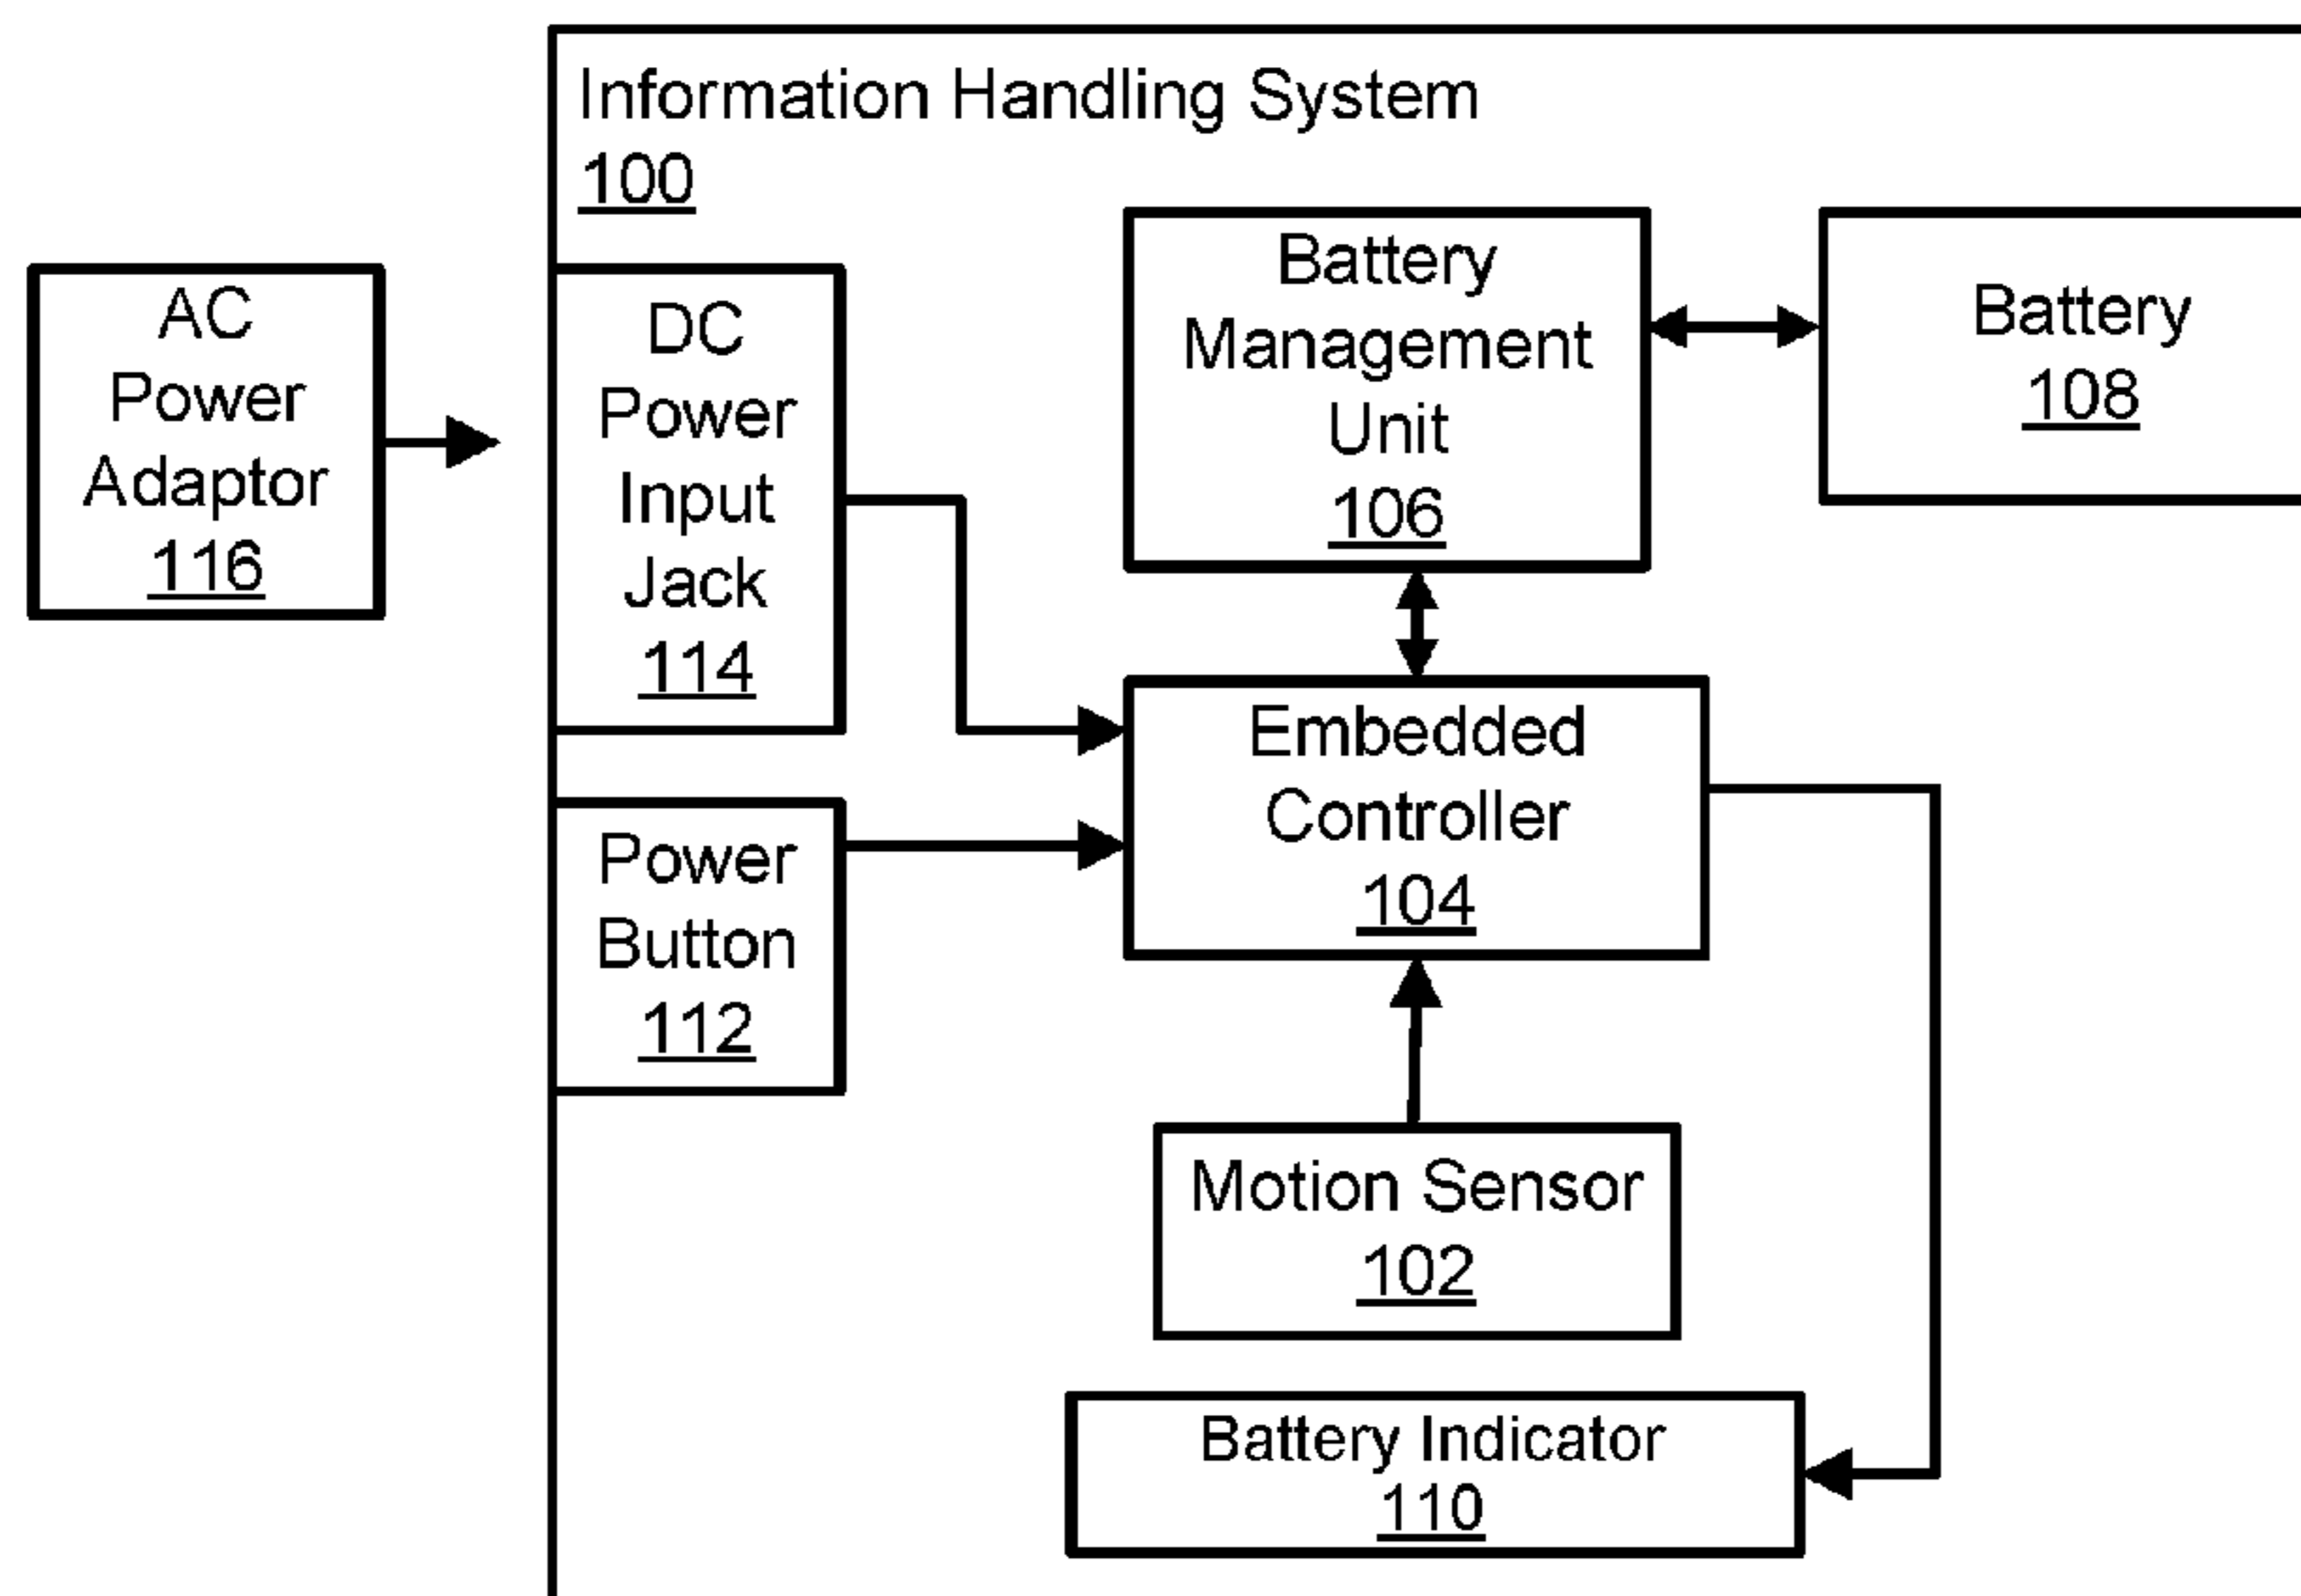 Information Handling System
100
AC
Power
Adaptor
116
DC
Power
Input
Jack
114
Battery
Management
Unit
106
Battery
108
Embedded
Controller
104
Power
Button
112
Motion Sensor
102
Battery Indicator
110